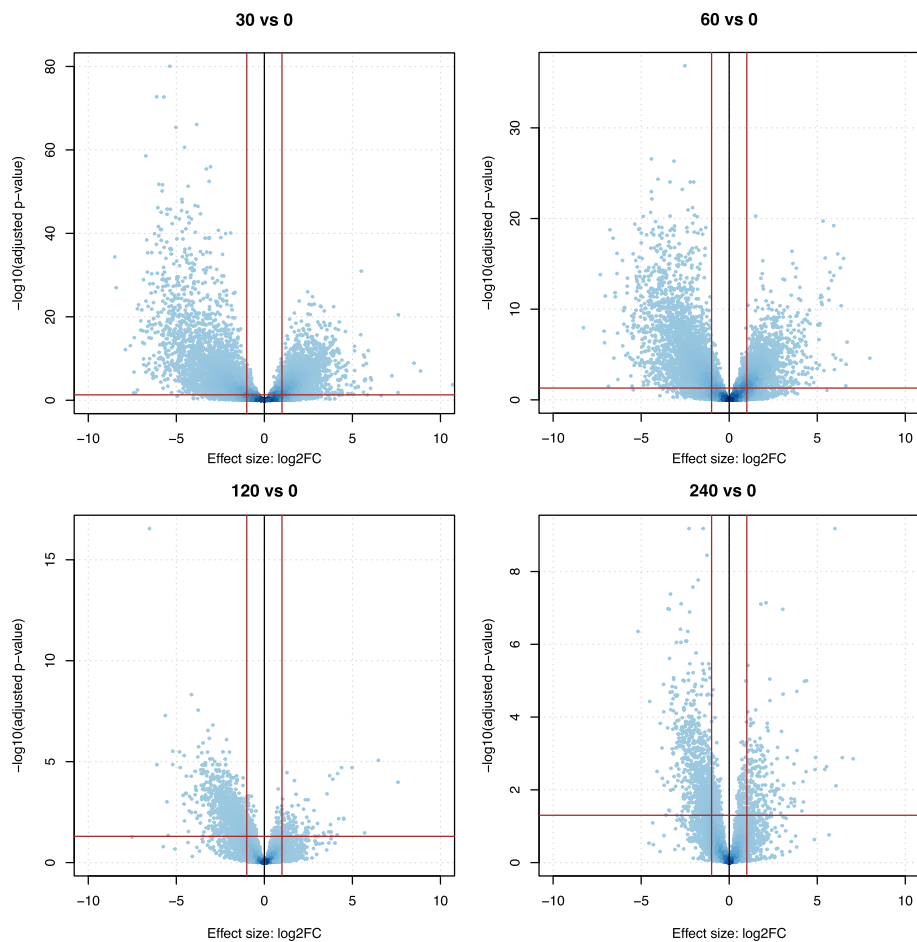 30 vs 0
60 vs 0
−log10(adjusted p−value)
80
60
40
20
0
−10 −5 0 5 10
Effect size: log2FC
−log10(adjusted p−value)
30
20
10
0
−10 −5 0 5 10
Effect size: log2FC
120 vs 0
240 vs 0
−log10(adjusted p−value)
15
10
5
0
−10 −5 0 5 10
Effect size: log2FC
−log10(adjusted p−value)
8
6
4
2
0
−10 −5 0 5 10
Effect size: log2FC